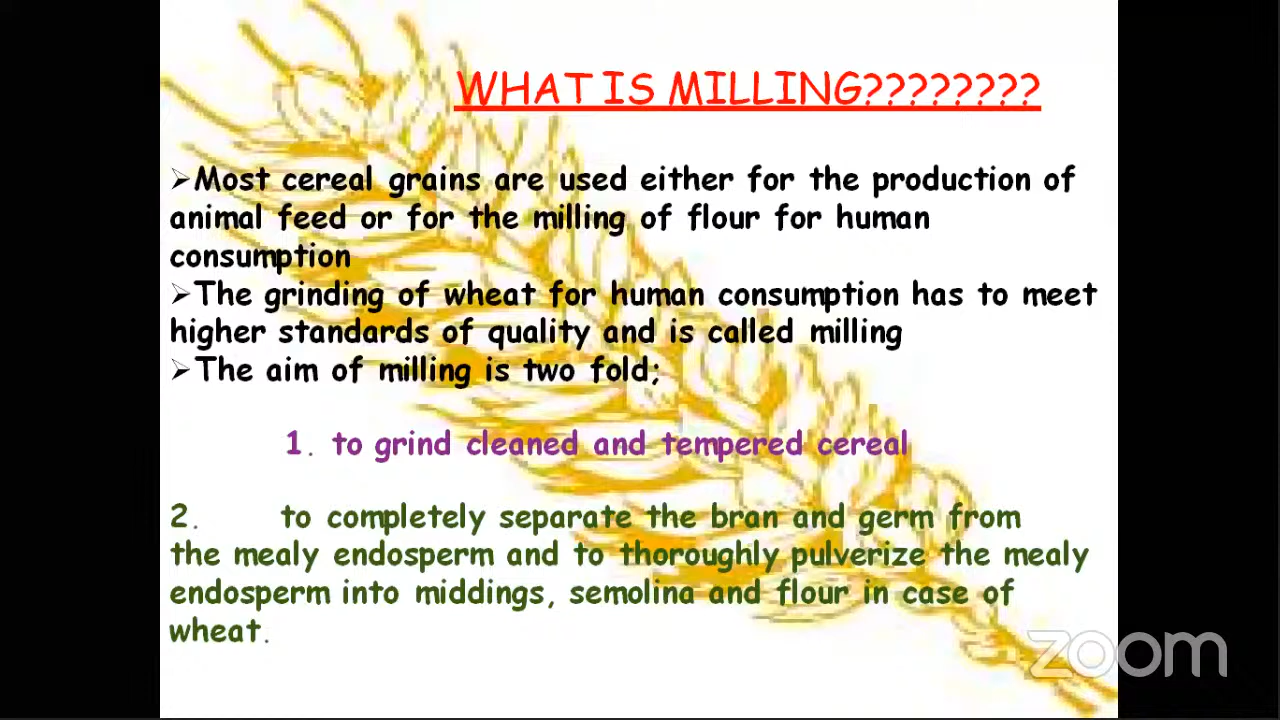 WHAT IS MILLING????????
➢Most cereal grains are used either for the production of
animal feed or for the milling of flour for human
consumption
➢The grinding of wheat for human consumption has to meet
higher standards of quality and is called milling
➢The aim of milling is two fold;
1. to grind cleaned and tempered cereal
2. to completely separate the bran and germ from
the mealy endosperm and to thoroughly pulverize the mealy
endosperm into middings, semolina and flour in case of
wheat.
zoom